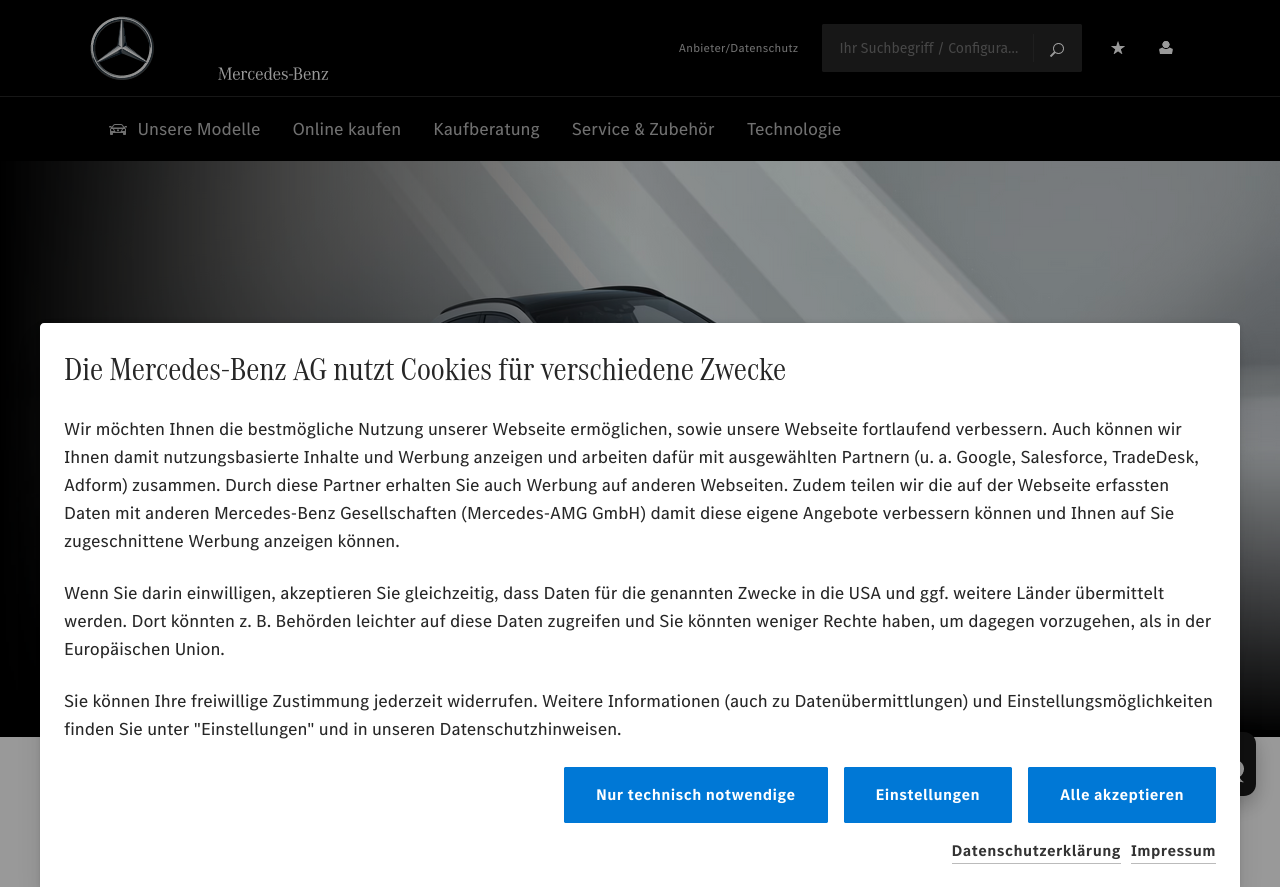 Mercedes-Benz
Anbieter/Datenschutz
Ihr Suchbegriff / Configura...
Unsere Modelle
Online kaufen
Kaufberatung
Service & Zubehör
Technologie
Die Mercedes-Benz AG nutzt Cookies für verschiedene Zwecke
Wir möchten Ihnen die bestmögliche Nutzung unserer Webseite ermöglichen, sowie unsere Webseite fortlaufend verbessern. Auch können wir
Ihnen damit nutzungsbasierte Inhalte und Werbung anzeigen und arbeiten dafür mit ausgewählten Partnern (u. a. Google, Salesforce, TradeDesk,
Adform) zusammen. Durch diese Partner erhalten Sie auch Werbung auf anderen Webseiten. Zudem teilen wir die auf der Webseite erfassten
Daten mit anderen Mercedes-Benz Gesellschaften (Mercedes-AMG GmbH) damit diese eigene Angebote verbessern können und Ihnen auf Sie
zugeschnittene Werbung anzeigen können.
Wenn Sie darin einwilligen, akzeptieren Sie gleichzeitig, dass Daten für die genannten Zwecke in die USA und ggf. weitere Länder übermittelt
werden. Dort könnten z. B. Behörden leichter auf diese Daten zugreifen und Sie könnten weniger Rechte haben, um dagegen vorzugehen, als in der
Europäischen Union.
Sie können Ihre freiwillige Zustimmung jederzeit widerrufen. Weitere Informationen (auch zu Datenübermittlungen) und Einstellungsmöglichkeiten
finden Sie unter "Einstellungen" und in unseren Datenschutzhinweisen.
Nur technisch notwendige
Einstellungen
Alle akzeptieren
Datenschutzerklärung
Impressum